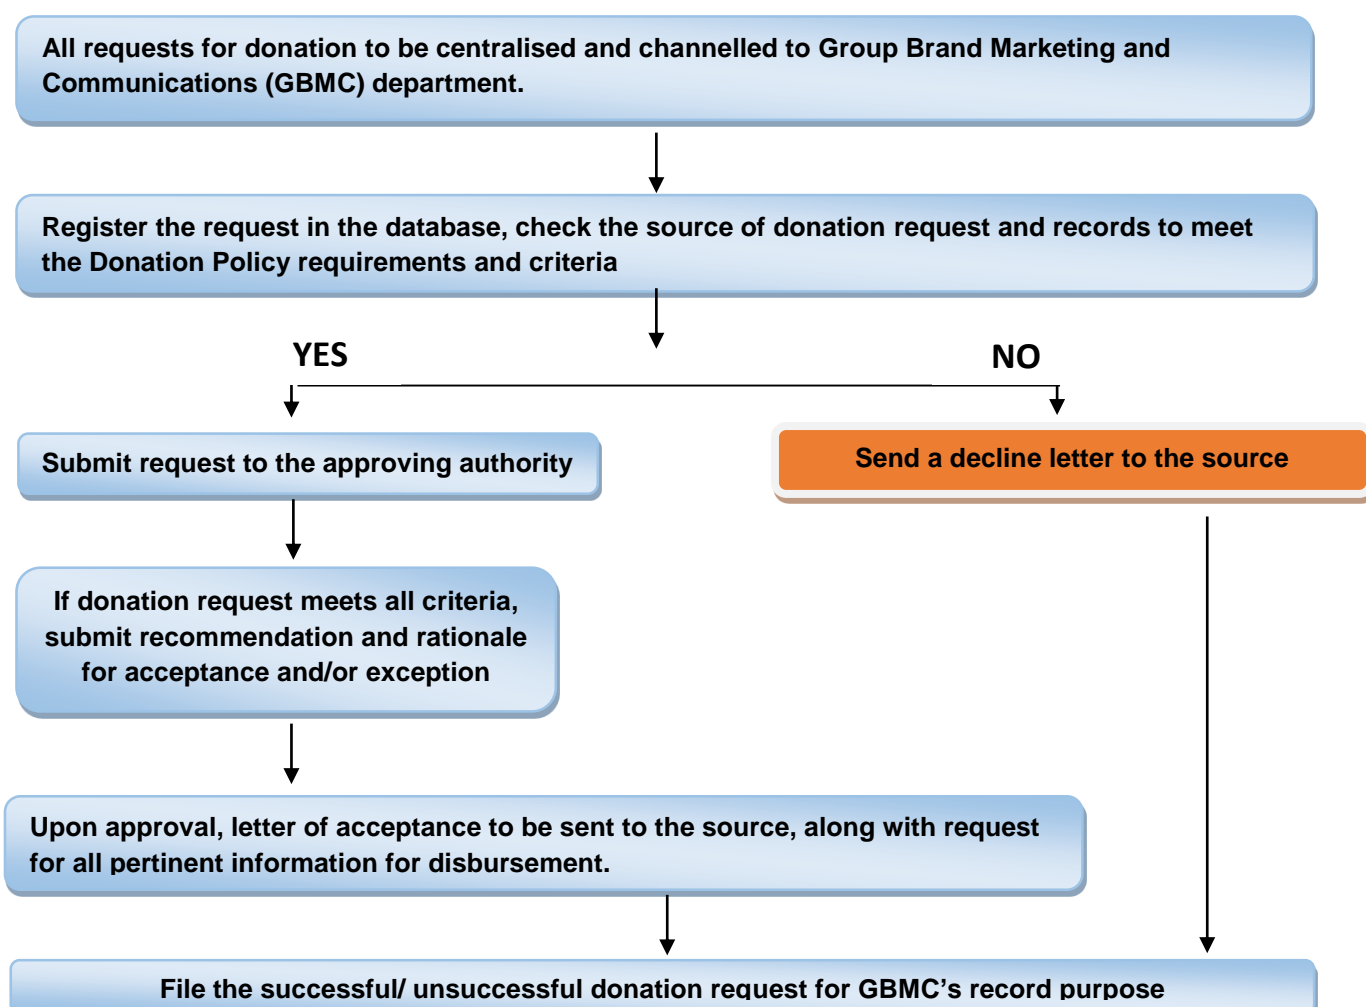 All requests for donation to be centralised and channelled to Group Brand Marketing and
Communications (GBMC) department.
Register the request in the database, check the source of donation request and records to meet
the Donation Policy requirements and criteria
YES
NO
Submit request to the approving authority
Send a decline letter to the source
If donation request meets all criteria,
submit recommendation and rationale
for acceptance and/or exception
Upon approval, letter of acceptance to be sent to the source, along with request
for all pertinent information for disbursement.
File the successful/ unsuccessful donation request for GBMC's record purpose